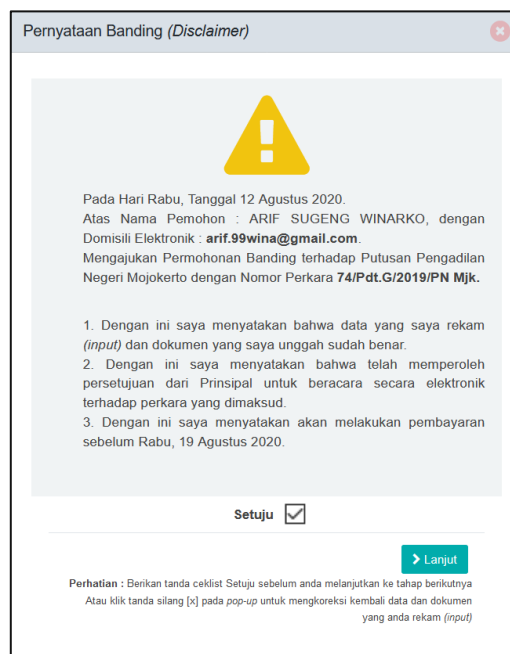 Pernyataan Banding (Disclaimer)
Pada Hari Rabu, Tanggal 12 Agustus 2020.
Atas Nama Pemohon : ARIF SUGENG WINARKO, dengan
Domisili Elektronik : arif.99wina@gmail.com.
Mengajukan Permohonan Banding terhadap Putusan Pengadilan
Negeri Mojokerto dengan Nomor Perkara 74/Pdt.G/2019/PN Mjk.
1. Dengan ini saya menyatakan bahwa data yang saya rekam
(input) dan dokumen yang saya unggah sudah benar.
2. Dengan ini saya menyatakan bahwa telah memperoleh
persetujuan dari Prinsipal untuk beracara secara elektronik
terhadap perkara yang dimaksud.
3. Dengan ini saya menyatakan akan melakukan pembayaran
sebelum Rabu, 19 Agustus 2020.
Setuju
Lanjut
Perhatian : Berikan tanda ceklist Setuju sebelum anda melanjutkan ke tahap berikutnya
Atau klik tanda silang [x] pada pop-up untuk mengkoreksi kembali data dan dokumen
yang anda rekam (input)